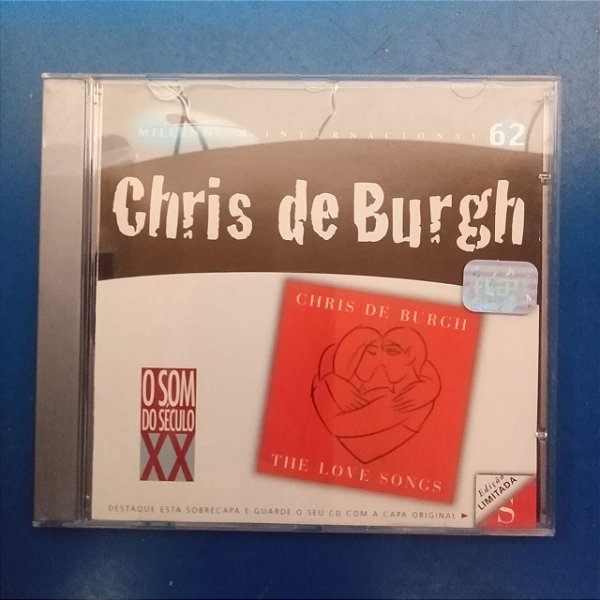 MILLENNIUM INTERNACIONAL 62
Chris de Burgh
CHRIS DE BURGH
THE LOVE SONGS
O SOM
DO SÉCULO
XX
Edição
LIMITADA
S
DESTAQUE ESTA SOBRECAPA E GUARDE O SEU CD COM A CAPA ORIGINAL